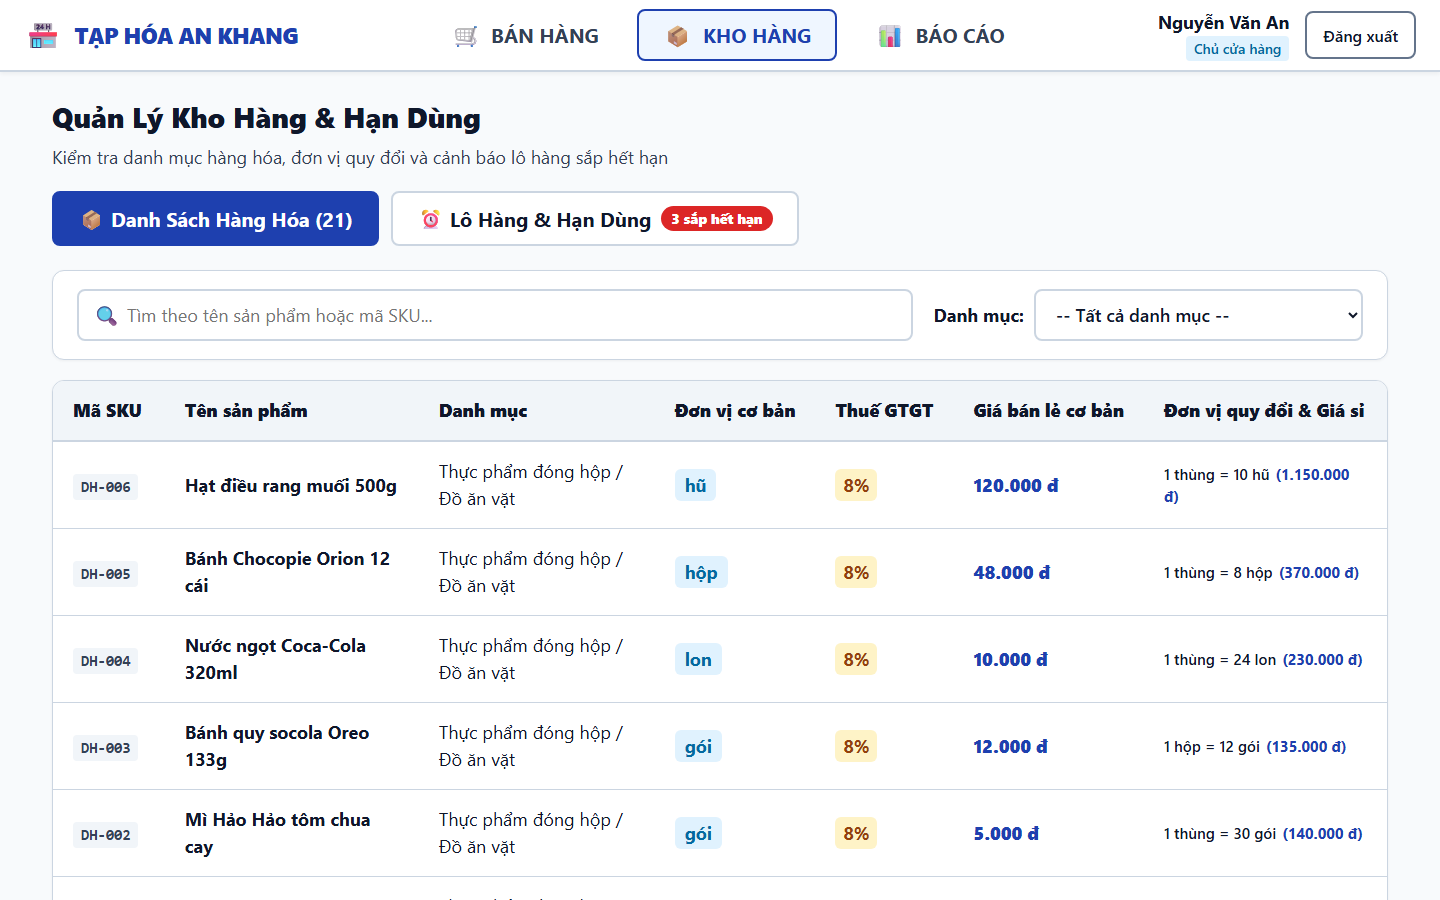 24 H
TẠP HÓA AN KHANG
BÁN HÀNG
KHO HÀNG
BÁO CÁO
Nguyễn Văn An
Chủ cửa hàng
Đăng xuất
Quản Lý Kho Hàng & Hạn Dùng
Kiểm tra danh mục hàng hóa, đơn vị quy đổi và cảnh báo lô hàng sắp hết hạn
Danh Sách Hàng Hóa (21)
Lô Hàng & Hạn Dùng 3 sắp hết hạn
Tìm theo tên sản phẩm hoặc mã SKU...
Danh mục: -- Tất cả danh mục --
Mã SKU Tên sản phẩm Danh mục Đơn vị cơ bản Thuế GTGT Giá bán lẻ cơ bản Đơn vị quy đổi & Giá sỉ
DH-006 Hạt điều rang muối 500g Thực phẩm đóng hộp / Đồ ăn vặt hũ 8% 120.000 đ 1 thùng = 10 hũ (1.150.000 đ)
DH-005 Bánh Chocopie Orion 12 cái Thực phẩm đóng hộp / Đồ ăn vặt hộp 8% 48.000 đ 1 thùng = 8 hộp (370.000 đ)
DH-004 Nước ngọt Coca-Cola 320ml Thực phẩm đóng hộp / Đồ ăn vặt lon 8% 10.000 đ 1 thùng = 24 lon (230.000 đ)
DH-003 Bánh quy socola Oreo 133g Thực phẩm đóng hộp / Đồ ăn vặt gói 8% 12.000 đ 1 hộp = 12 gói (135.000 đ)
DH-002 Mì Hảo Hảo tôm chua cay Thực phẩm đóng hộp / Đồ ăn vặt gói 8% 5.000 đ 1 thùng = 30 gói (140.000 đ)